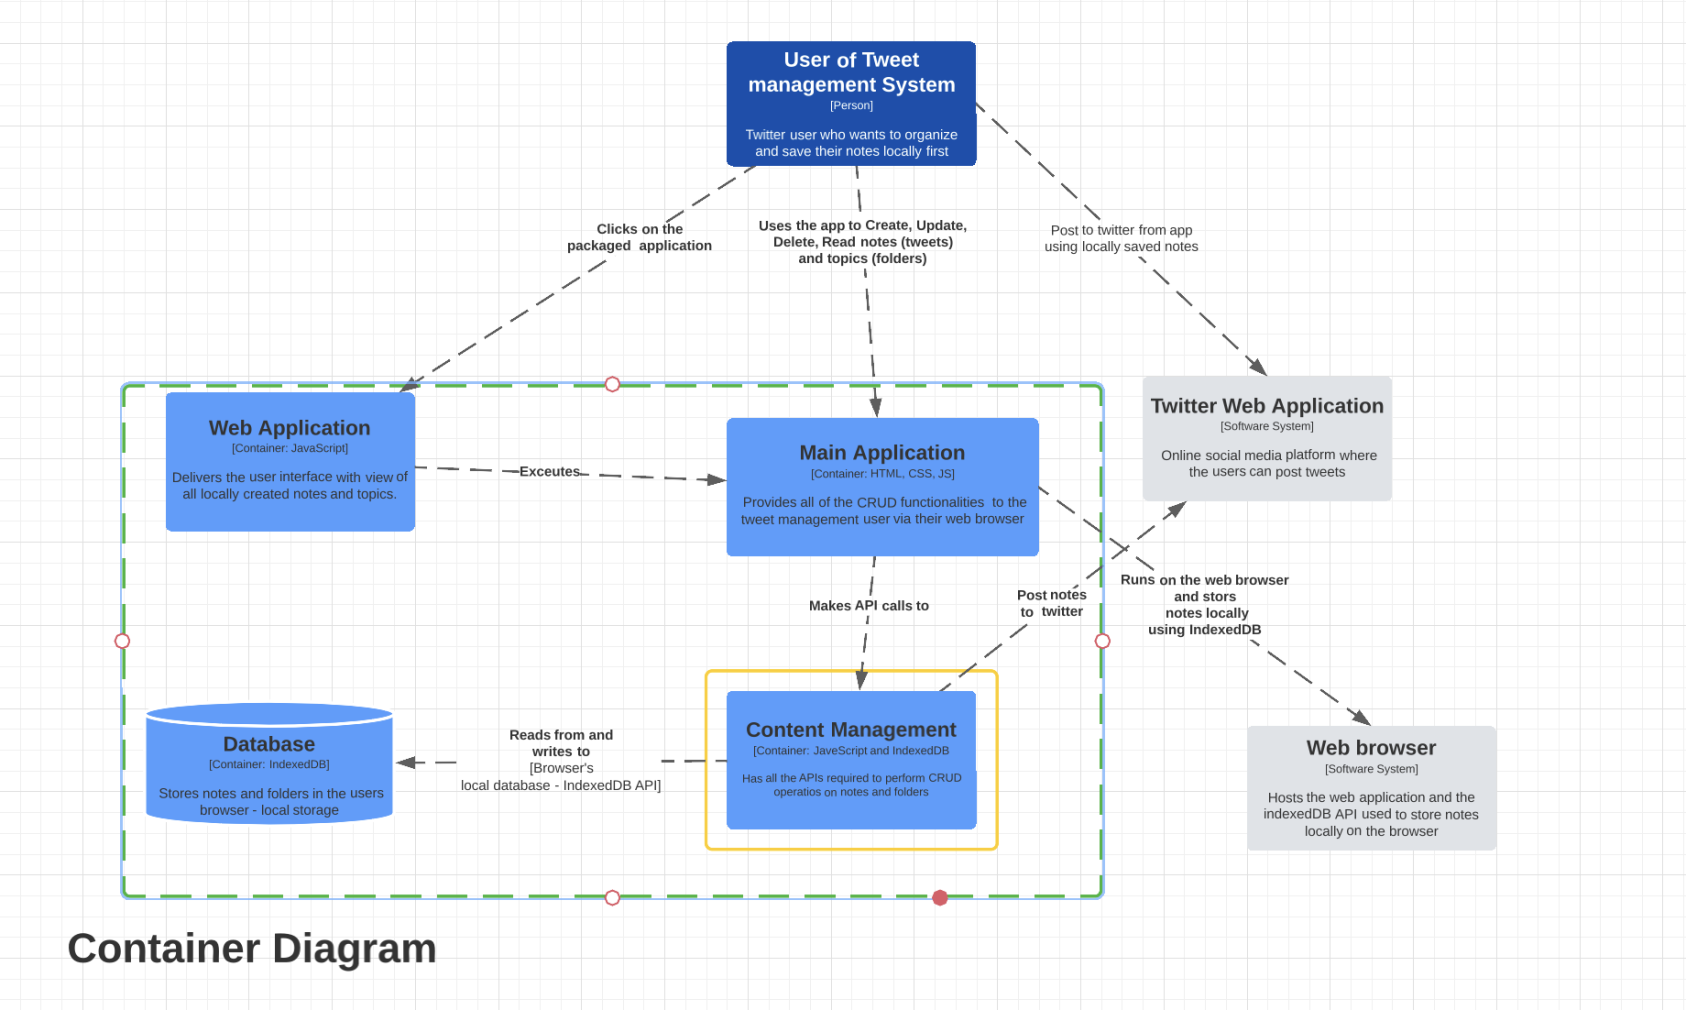 User of Tweet
management System
[Person]
Twitter user who wants to organize
and save their notes locally first
Clicks on the
packaged application
Uses the app to Create, Update,
Delete, Read notes (tweets)
and topics (folders)
Post to twitter from app
using locally saved notes
Web Application
[Container: JavaScript]
Delivers the user interface with view of
all locally created notes and topics.
Exceutes
Main Application
[Container: HTML, CSS, JS]
Provides all of the CRUD functionalities to the
tweet management user via their web browser
Twitter Web Application
[Software System]
Online social media platform where
the users can post tweets
Makes API calls to
Post notes
to twitter
Runs on the web browser
and stors
notes locally
using IndexedDB
Database
[Container: IndexedDB]
Stores notes and folders in the users
browser - local storage
Reads from and
writes to
[Browser's
local database - IndexedDB API]
Content Management
[Container: JaveScript and IndexedDB
Has all the APIs required to perform CRUD
operatios on notes and folders
Web browser
[Software System]
Hosts the web application and the
indexedDB API used to store notes
locally on the browser
Container Diagram